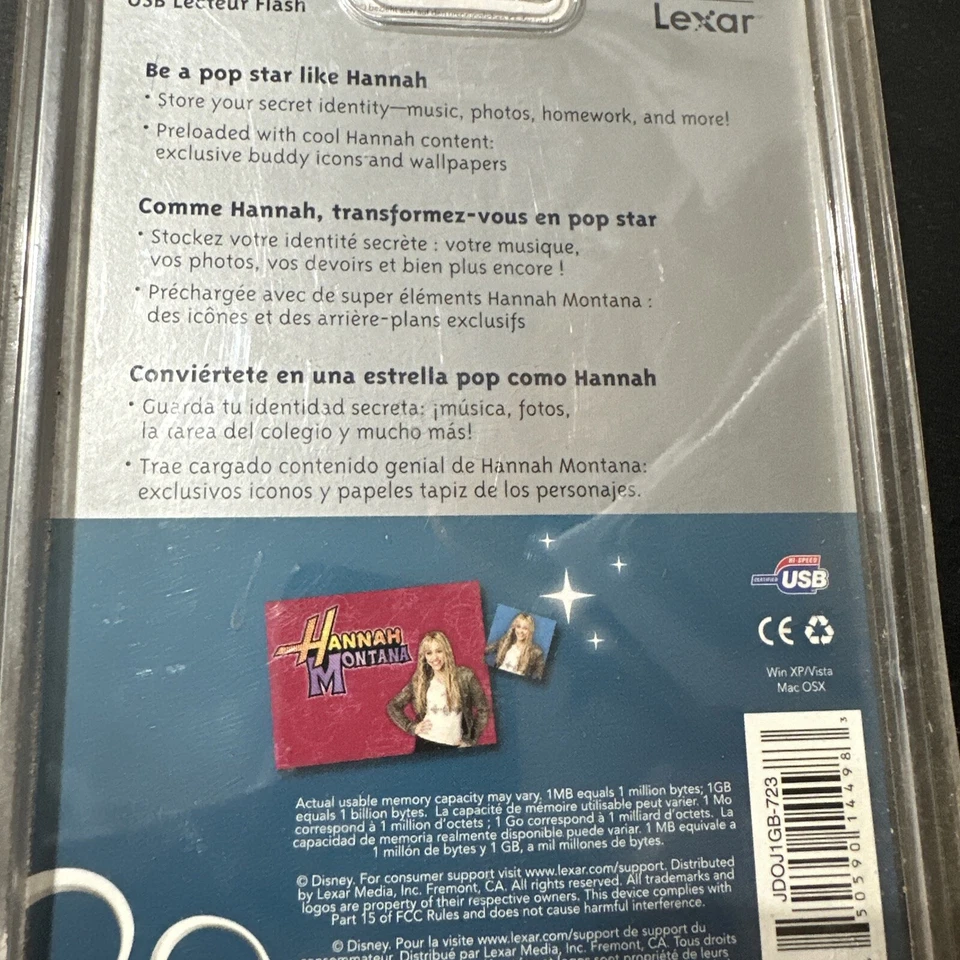 USB Lecteur Flash
Lexar
Be a pop star like Hannah
• Store your secret identity—music, photos, homework, and more!
• Preloaded with cool Hannah content:
exclusive buddy icons and wallpapers
Comme Hannah, transformez-vous en pop star
• Stockez votre identité secrète : votre musique,
vos photos, vos devoirs et bien plus encore !
• Préchargée avec de super éléments Hannah Montana :
des icônes et des arrière-plans exclusifs
Conviértete en una estrella pop como Hannah
• Guarda tu identidad secreta: ¡música, fotos,
la tarea del colegio y mucho más!
• Trae cargado contenido genial de Hannah Montana:
exclusivos iconos y papeles tapiz de los personajes.
HANNAH
MONTANA
HI-SPEED
CERTIFIED USB
CE
Win XP/Vista
Mac OSX
JDOJ1GB-723
50590 14498 3
Actual usable memory capacity may vary. 1MB equals 1 million bytes; 1GB
equals 1 billion bytes. La capacité de mémoire utilisable peut varier. 1 Mo
correspond à 1 million d'octets ; 1 Go correspond à 1 milliard d'octets. La
capacidad de memoria realmente disponible puede variar. 1 MB equivale a
1 millón de bytes y 1 GB, a mil millones de bytes.
© Disney. For consumer support visit www.lexar.com/support. Distributed
by Lexar Media, Inc. Fremont, CA. All rights reserved. All trademarks and
logos are property of their respective owners. This device complies with
Part 15 of FCC Rules and does not cause harmful interference.
© Disney. Pour la visite www.lexar.com/support de support du
consommateur. Distribué par Lexar Media, Inc. Fremont, CA. Tous droits
sont propriété de leurs